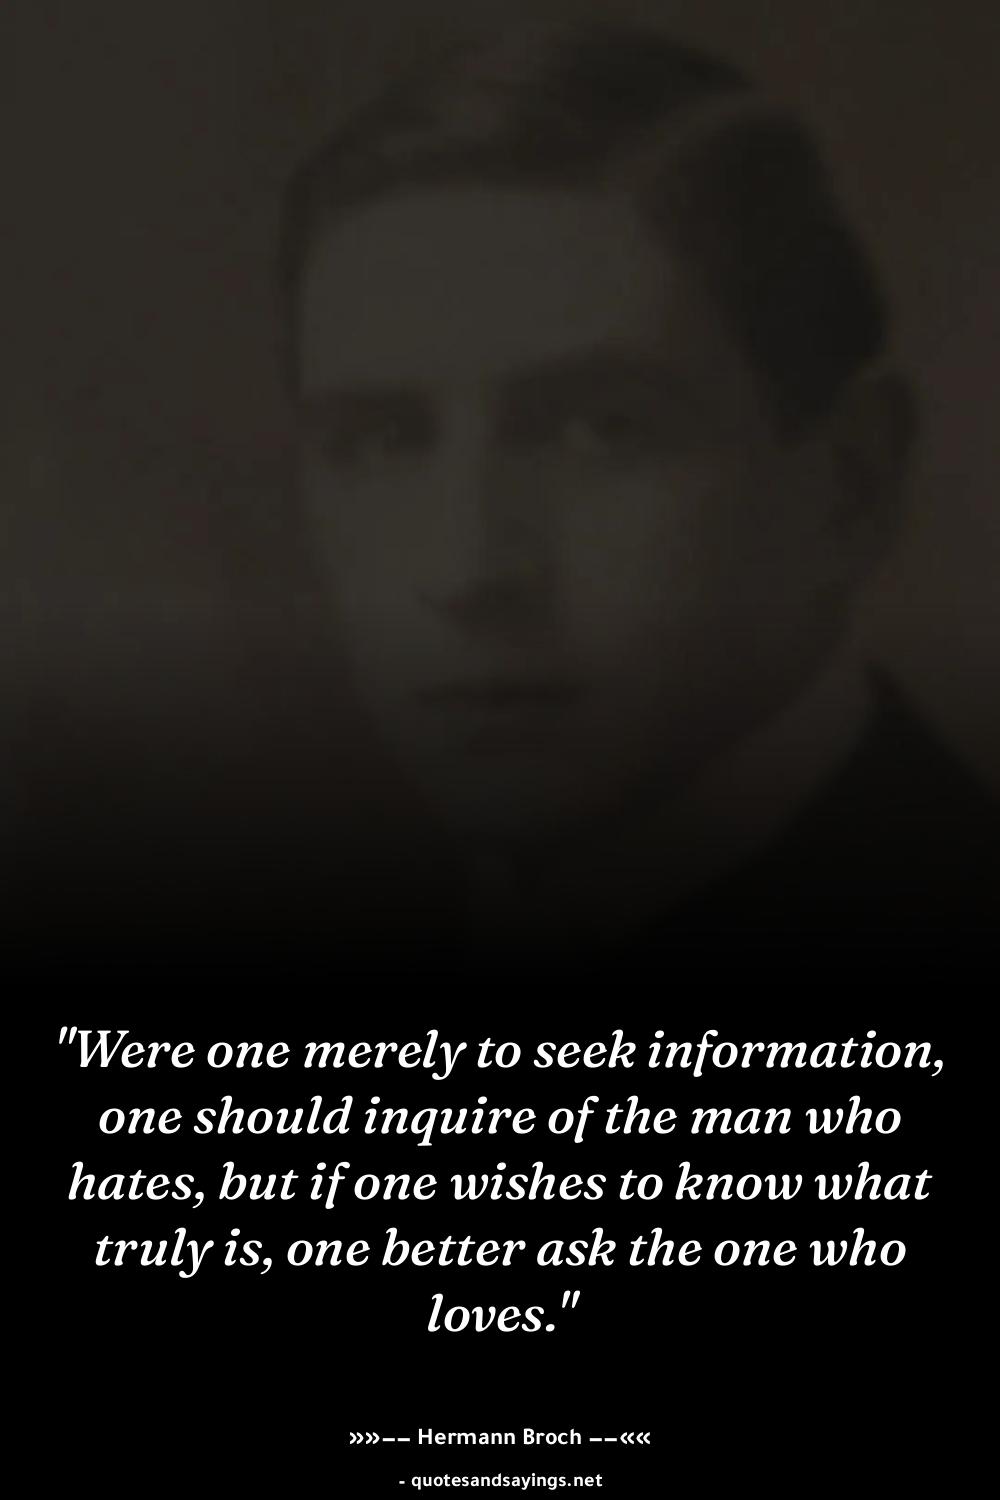 "Were one merely to seek information,
one should inquire of the man who
hates, but if one wishes to know what
truly is, one better ask the one who
loves."
»»–– Hermann Broch ––««
- quotesandsayings.net